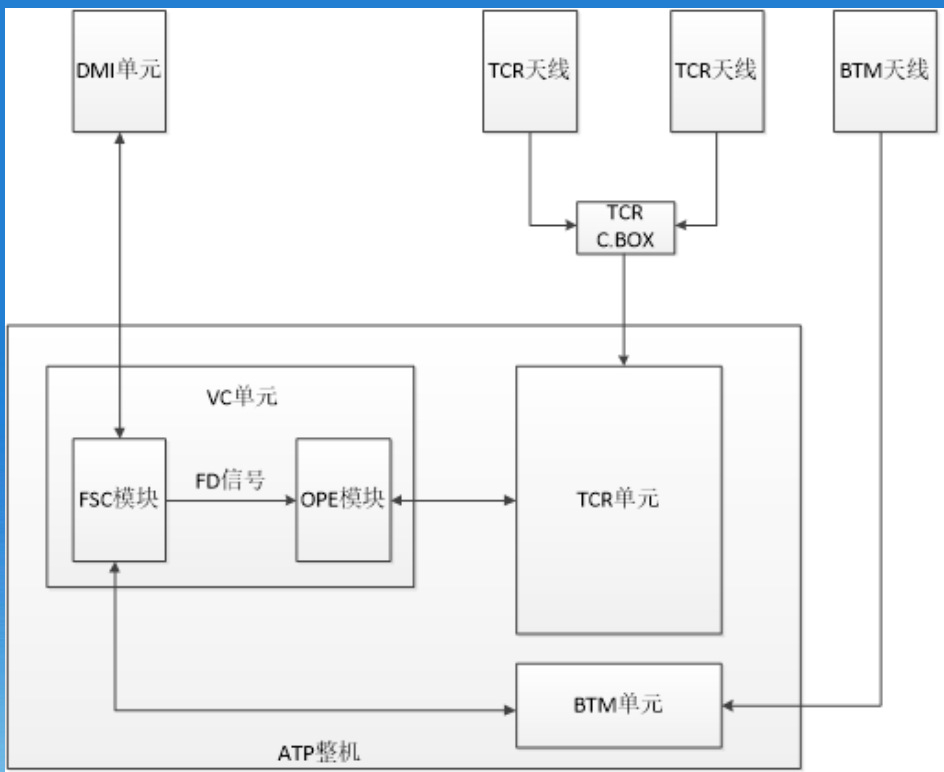 DMI单元
TCR天线
TCR天线
BTM天线
TCR
C.BOX
VC单元
FSC模块
FD信号
OPE模块
TCR单元
BTM单元
ATP整机